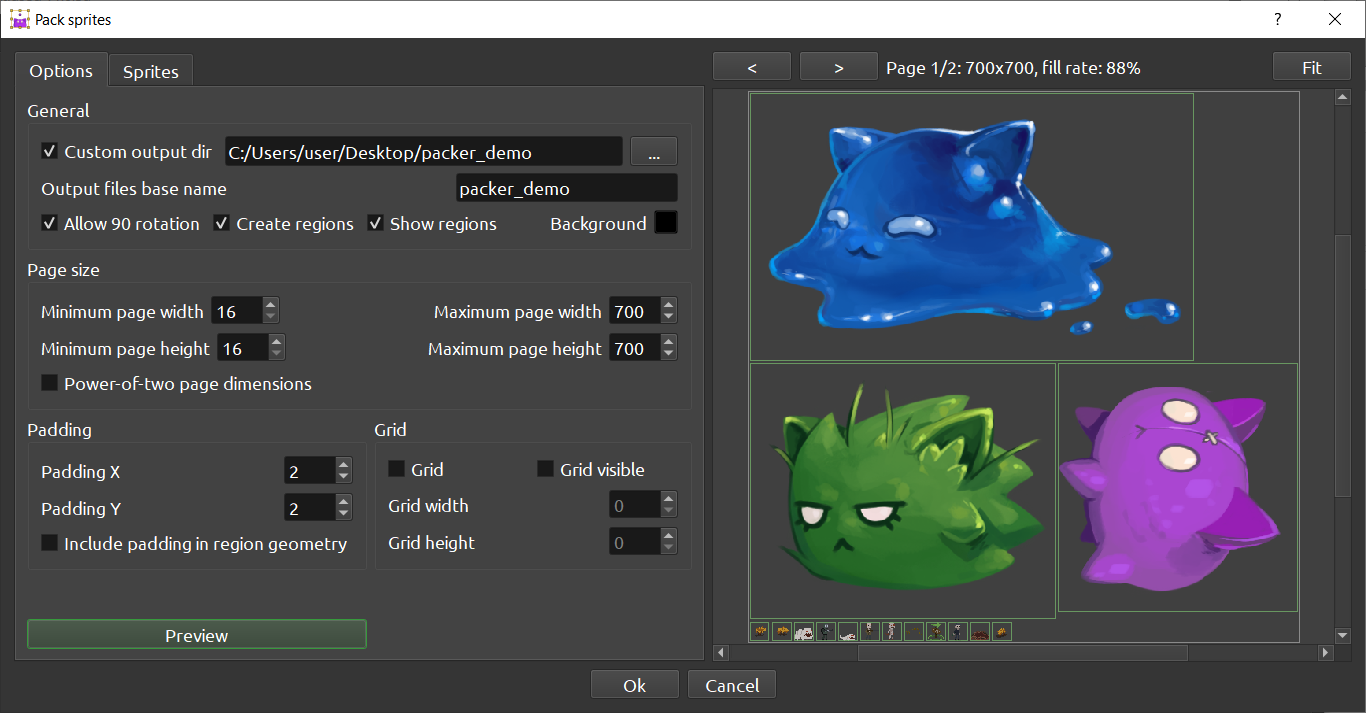 Pack sprites ?
Options Sprites
< > Page 1/2: 700x700, fill rate: 88% Fit
General
Custom output dir C:/Users/user/Desktop/packer_demo ...
Output files base name packer_demo
Allow 90 rotation Create regions Show regions Background
Page size
Minimum page width 16 Maximum page width 700
Minimum page height 16 Maximum page height 700
Power-of-two page dimensions
Padding Grid
Padding X 2 Grid Grid visible
Padding Y 2 Grid width 0
Include padding in region geometry Grid height 0
Preview
Ok Cancel